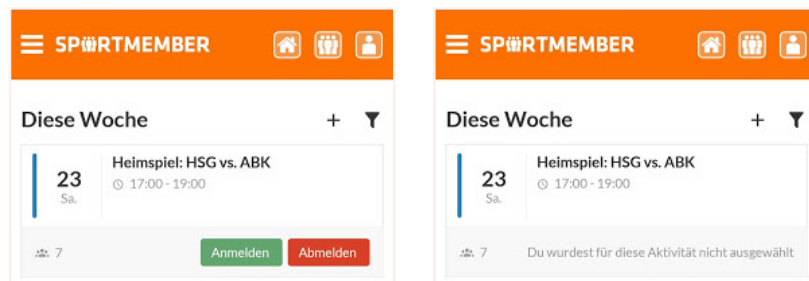 SPORTMEMBER
Diese Woche
23
Sa.
Heimspiel: HSG vs. ABK
17:00 - 19:00
7
Anmelden
Abmelden
SPORTMEMBER
Diese Woche
23
Sa.
Heimspiel: HSG vs. ABK
17:00 - 19:00
7
Du wurdest für diese Aktivität nicht ausgewählt